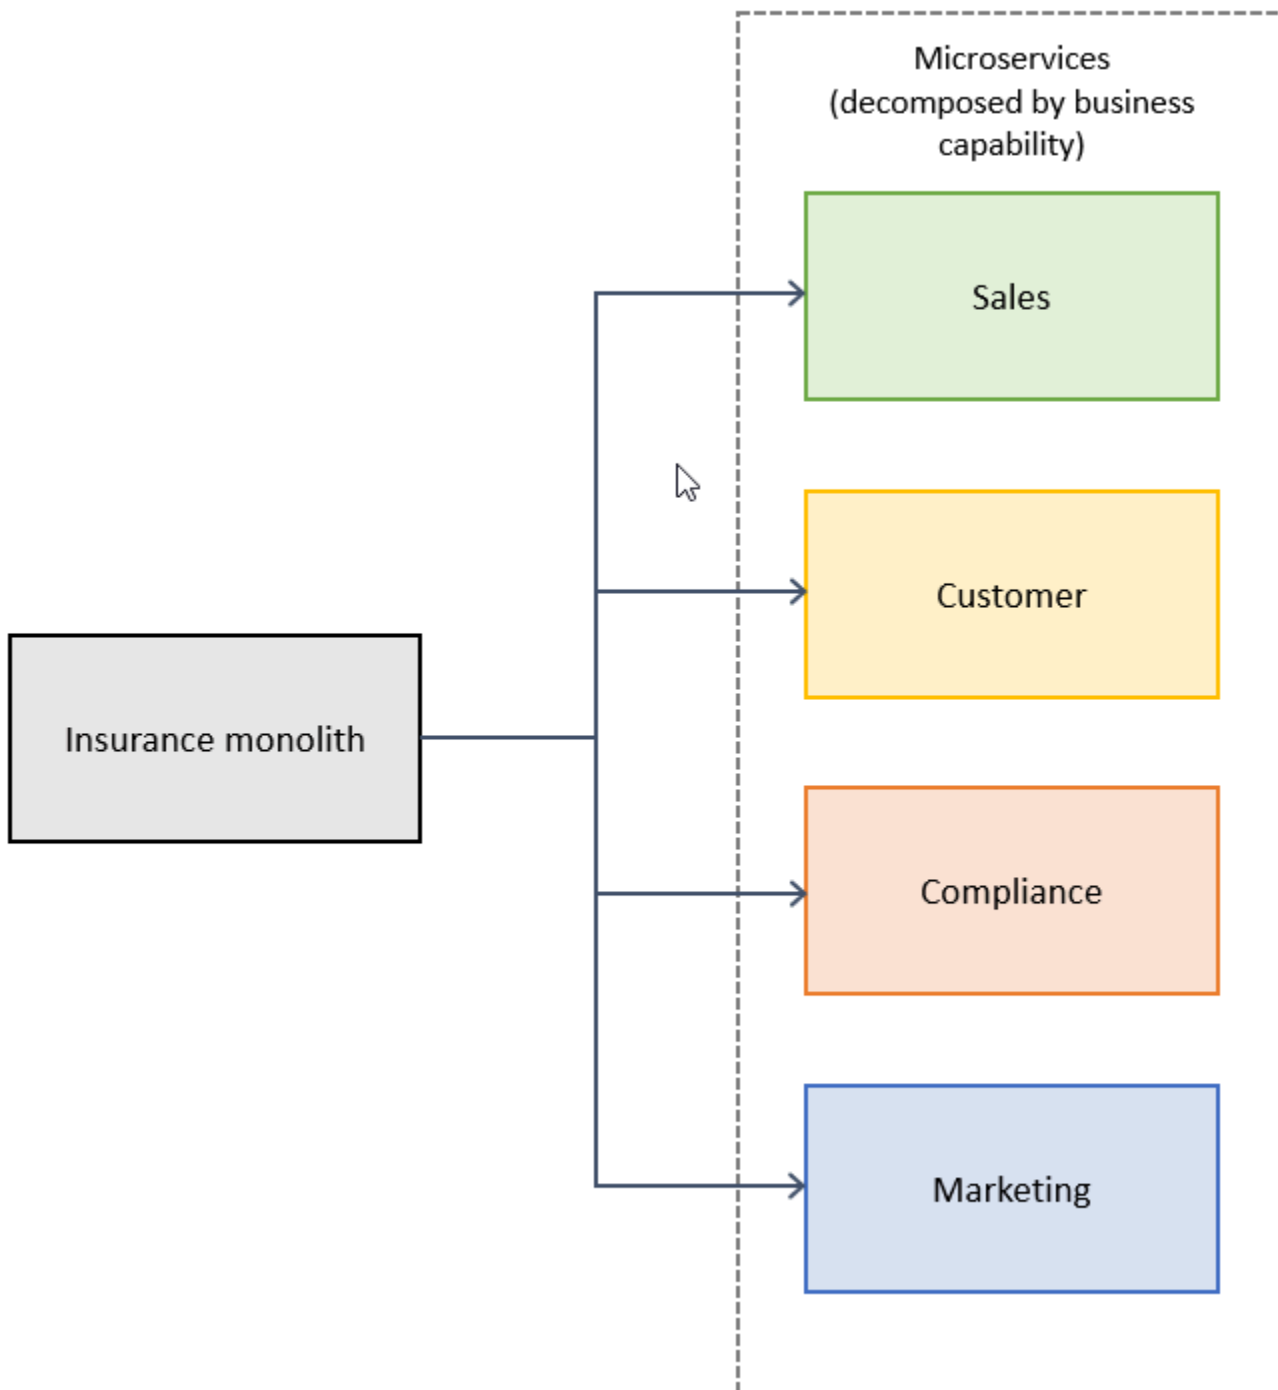 Microservices
(decomposed by business
capability)
Sales
Customer
Insurance monolith
Compliance
Marketing